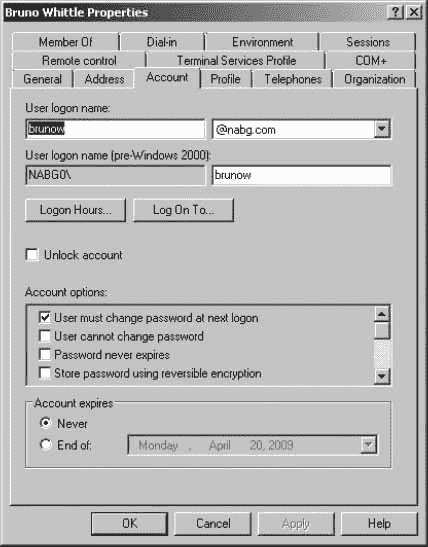 Bruno Whittle Properties
Member Of Dial-in Environment Sessions
Remote control Terminal Services Profile COM+
General Address Account Profile Telephones Organization
User logon name:
brunow @nabg.com
User logon name (pre-Windows 2000):
NABG0\ brunow
Logon Hours... Log On To...
Unlock account
Account options:
User must change password at next logon
User cannot change password
Password never expires
Store password using reversible encryption
Account expires
Never
End of: Monday , April 20, 2009
OK Cancel Apply Help